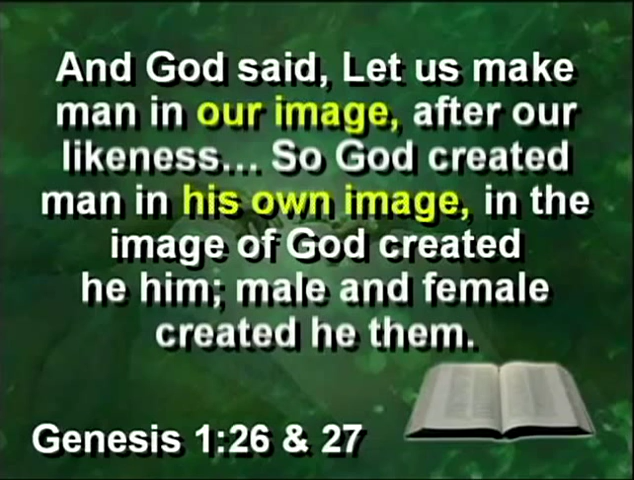 And God said, Let us make
man in our image, after our
likeness... So God created
man in his own image, in the
image of God created
he him; male and female
created he them.
Genesis 1:26 & 27